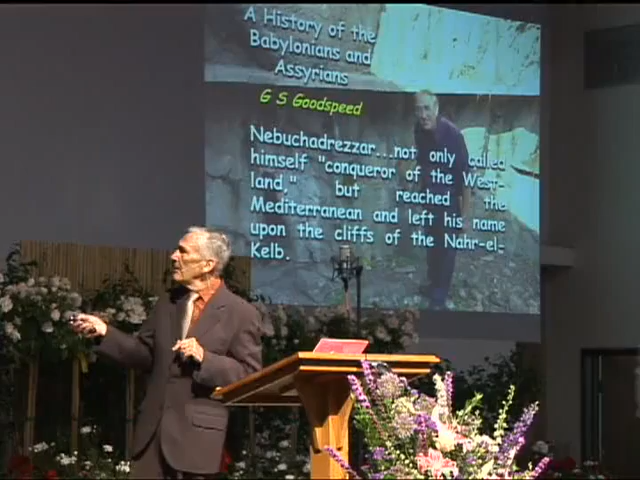 A History of the
Babylonians and
Assyrians
G S Goodspeed
Nebuchadrezzar...not only called
himself "conqueror of the West-
land," but reached the
Mediterranean and left his name
upon the cliffs of the Nahr-el-
Kelb.